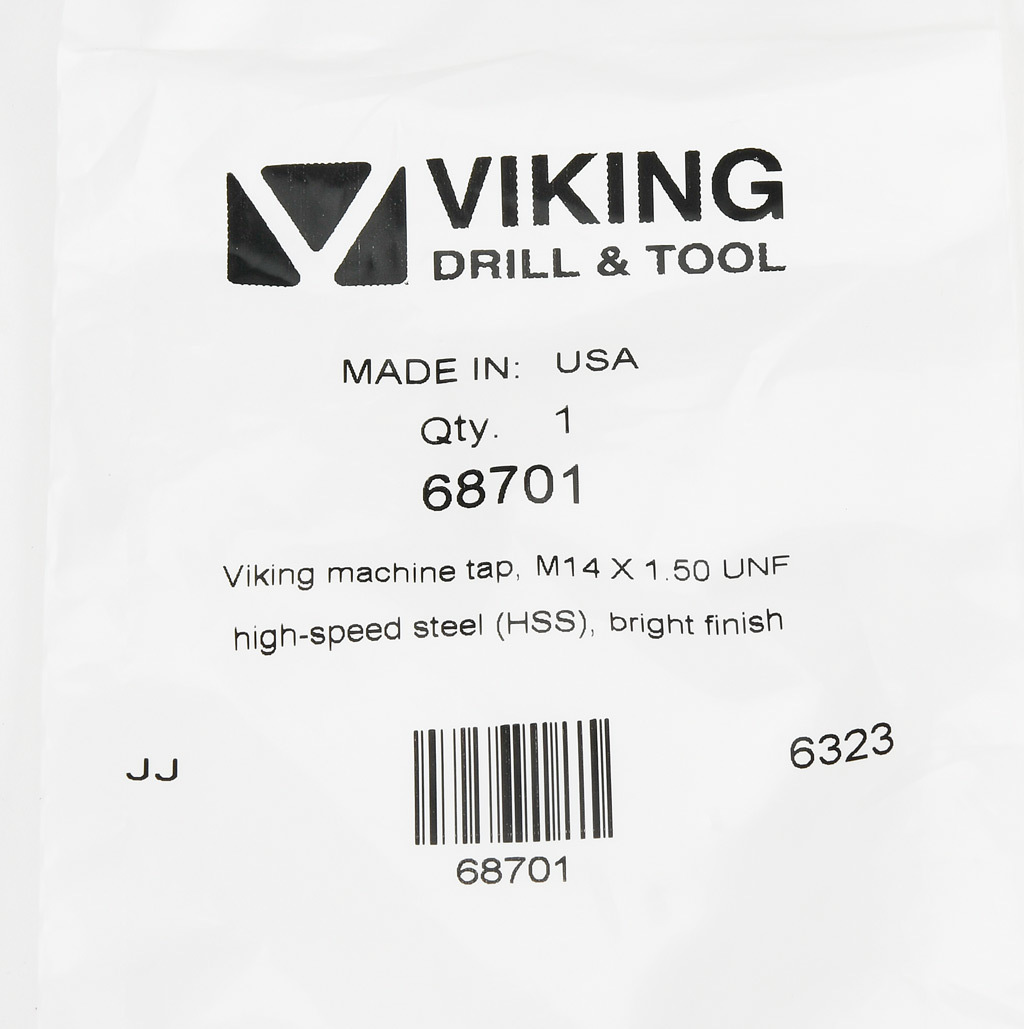 VIKING
DRILL & TOOL
MADE IN: USA
Qty. 1
68701
Viking machine tap, M14 X 1.50 UNF
high-speed steel (HSS), bright finish
JJ
6323
68701